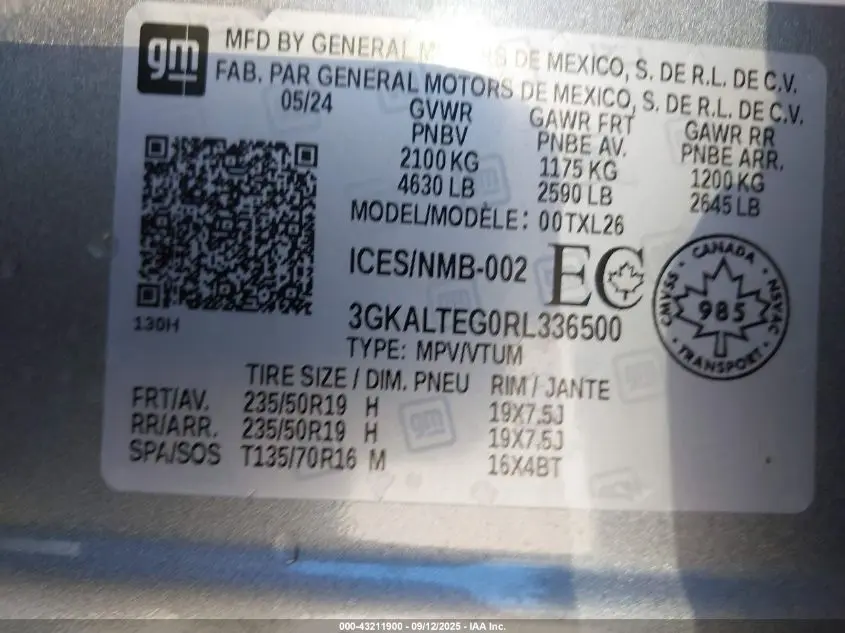 gm
MFD BY GENERAL DE MEXICO, S. DE R.L. DE C.V.
FAB. PAR GENERAL MOTORS DE MEXICO, S. DE R.L. DE C.V.
05/24
GVWR GAWR FRT GAWR RR
PNBV PNBE AV. PNBE ARR.
2100 KG 1175 KG 1200 KG
4630 LB 2590 LB 2645 LB
MODEL/MODÈLE: 00TXL26
ICES/NMB-002 EC
CANADA
CMVSS 985 NSVAC
TRANSPORT
130H
3GKALTEG0RL336500
TYPE: MPV/VTUM
TIRE SIZE / DIM. PNEU RIM / JANTE
FRT/AV. 235/50R19 H 19X7.5J
RR/ARR. 235/50R19 H 19X7.5J
SPA/SOS T135/70R16 M 16X4BT
gm
000-43211900 - 09/12/2025 - IAA Inc.